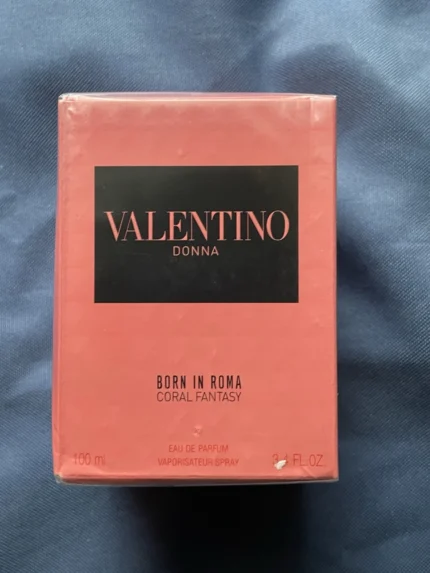 VALENTINO
DONNA
BORN IN ROMA
CORAL FANTASY
EAU DE PARFUM
100 ml VAPORISATEUR SPRAY 3.4 FL.OZ.